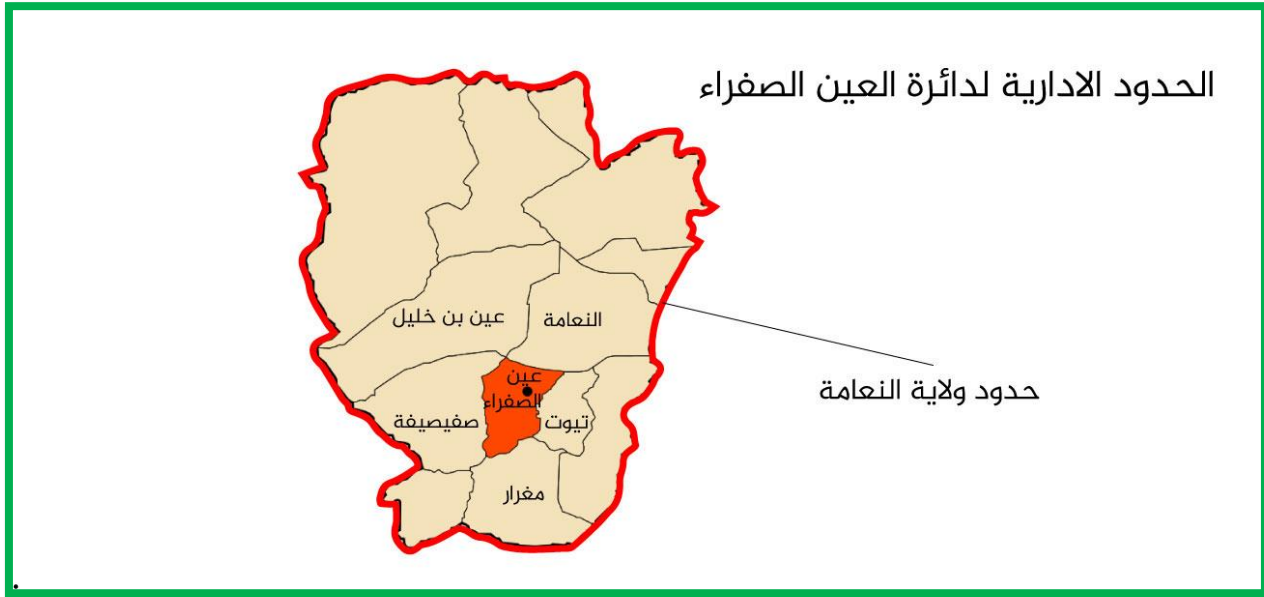 الحدود الادارية لدائرة العين الصفراء
عين بن خليل
النعامة
حدود ولاية النعامة
عين
الصفراء
تيوت
صفيصيفة
مغرار
.